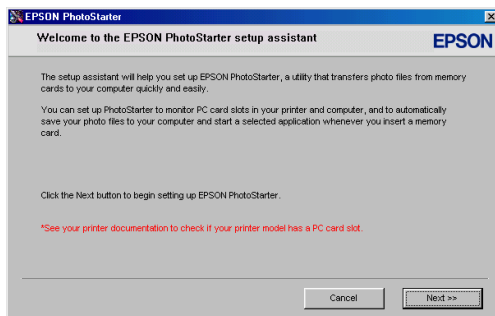 EPSON PhotoStarter
Welcome to the EPSON PhotoStarter setup assistant
EPSON
The setup assistant will help you set up EPSON PhotoStarter, a utility that transfers photo files from memory
cards to your computer quickly and easily.
You can set up PhotoStarter to monitor PC card slots in your printer and computer, and to automatically
save your photo files to your computer and start a selected application whenever you insert a memory
card.
Click the Next button to begin setting up EPSON PhotoStarter.
*See your printer documentation to check if your printer model has a PC card slot.
Cancel
Next >>